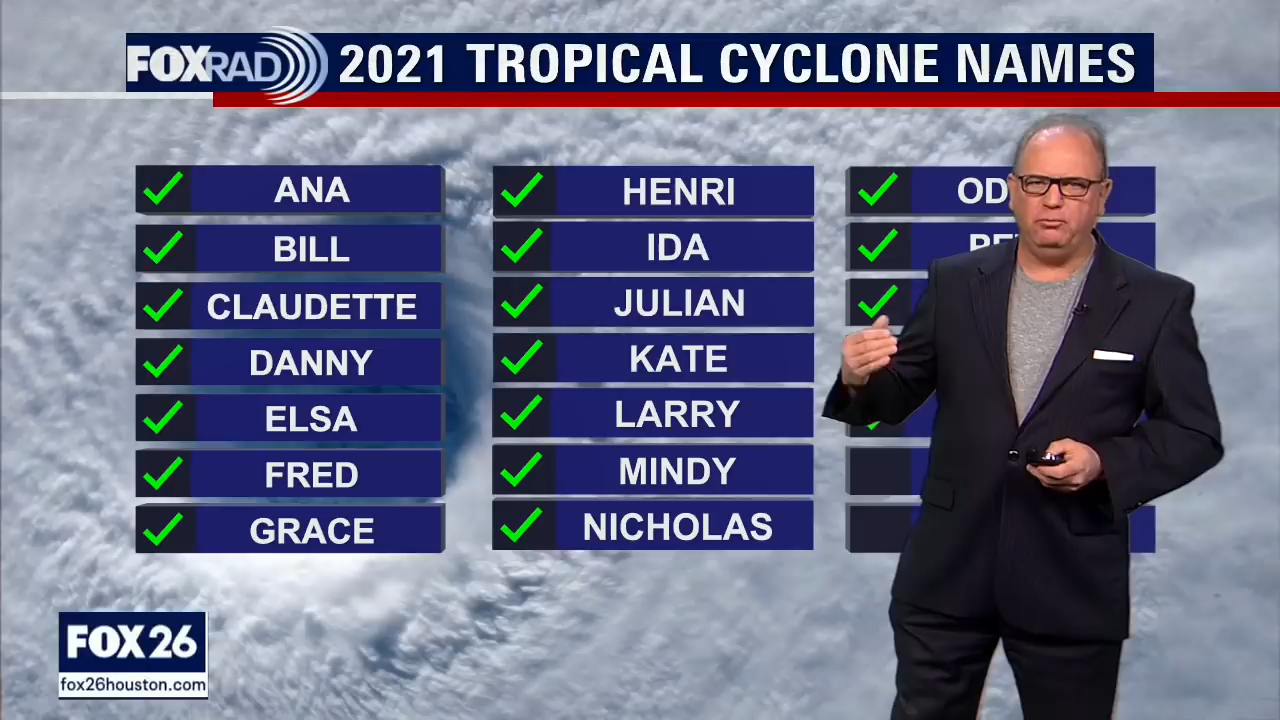 FOXRAD 2021 TROPICAL CYCLONE NAMES
ANA
BILL
CLAUDETTE
DANNY
ELSA
FRED
GRACE
HENRI
IDA
JULIAN
KATE
LARRY
MINDY
NICHOLAS
OD
FOX 26
fox26houston.com